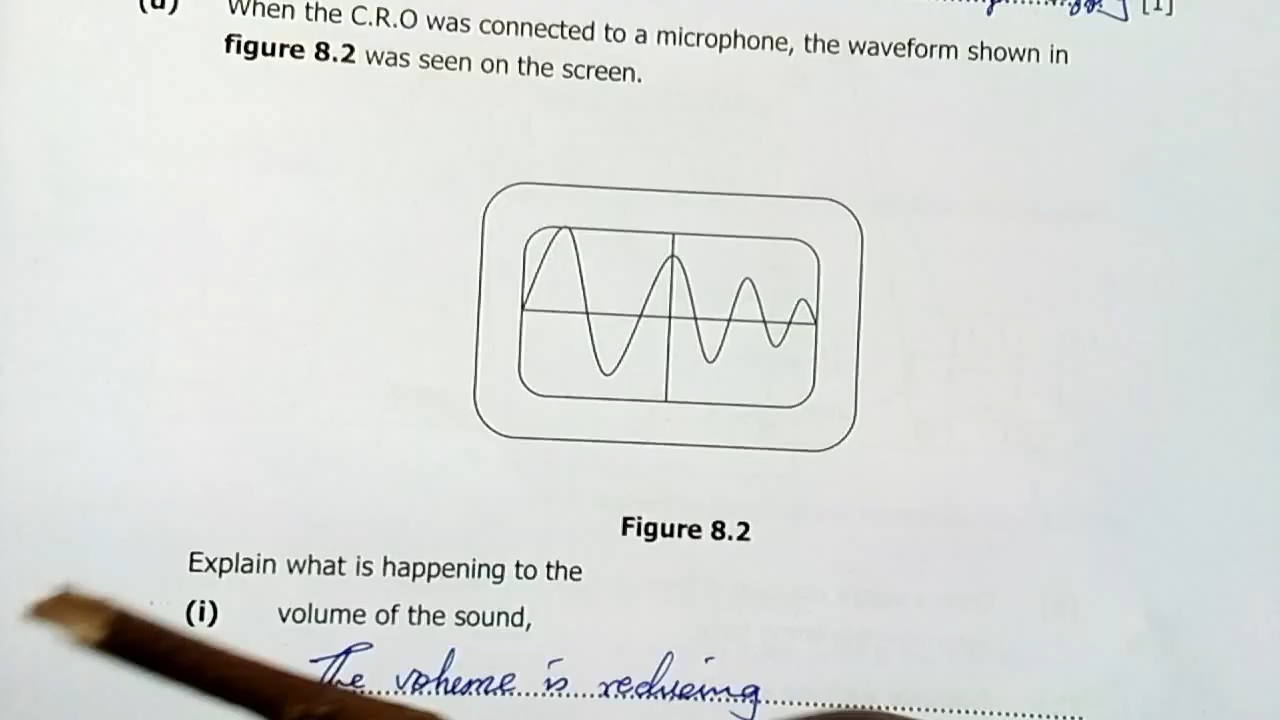 (d) When the C.R.O was connected to a microphone, the waveform shown in
figure 8.2 was seen on the screen.
Figure 8.2
Explain what is happening to the
(i) volume of the sound,
The volume is reducing
[1]